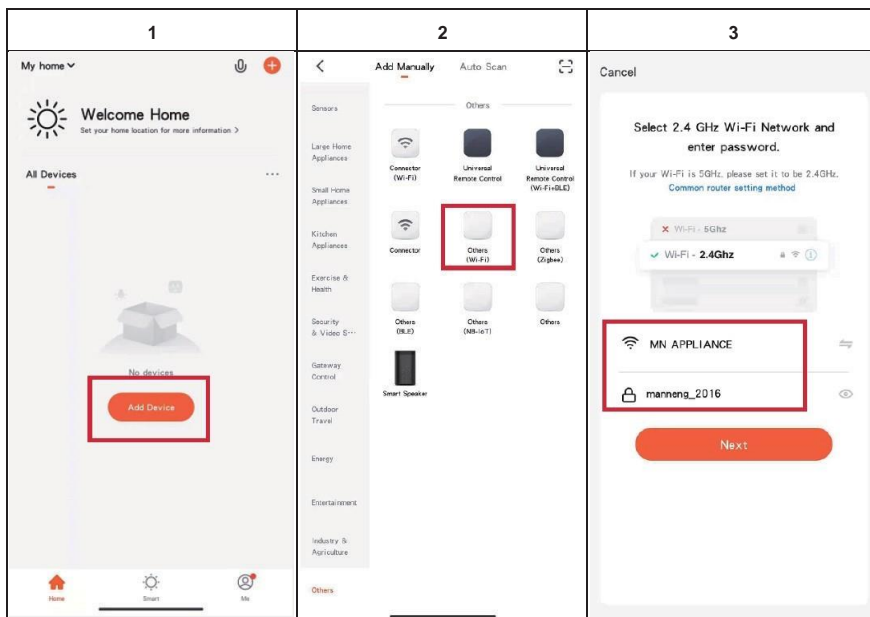 1
2
3
My home
Welcome Home
Set your home location for more information >
All Devices
No devices
Add Device
Home
Smart
Me
Add Manually
Auto Scan
Sensors
Large Home
Appliances
Small Home
Appliances
Kitchen
Appliances
Exercise &
Health
Security
& Video S···
Gateway
Control
Outdoor
Travel
Energy
Entertainment
Industry &
Agriculture
Others
Others
Connector
(Wi-Fi)
Universal
Remote Control
Universal
Remote Control
(Wi-Fi+BLE)
Connector
Others
(Wi-Fi)
Others
(Zigbee)
Others
(BLE)
Others
(NB-IoT)
Others
Smart Speaker
Cancel
Select 2.4 GHz Wi-Fi Network and
enter password.
If your Wi-Fi is 5GHz, please set it to be 2.4GHz.
Common router setting method
Wi-Fi - 5Ghz
Wi-Fi - 2.4Ghz
MN APPLIANCE
manneng_2016
Next